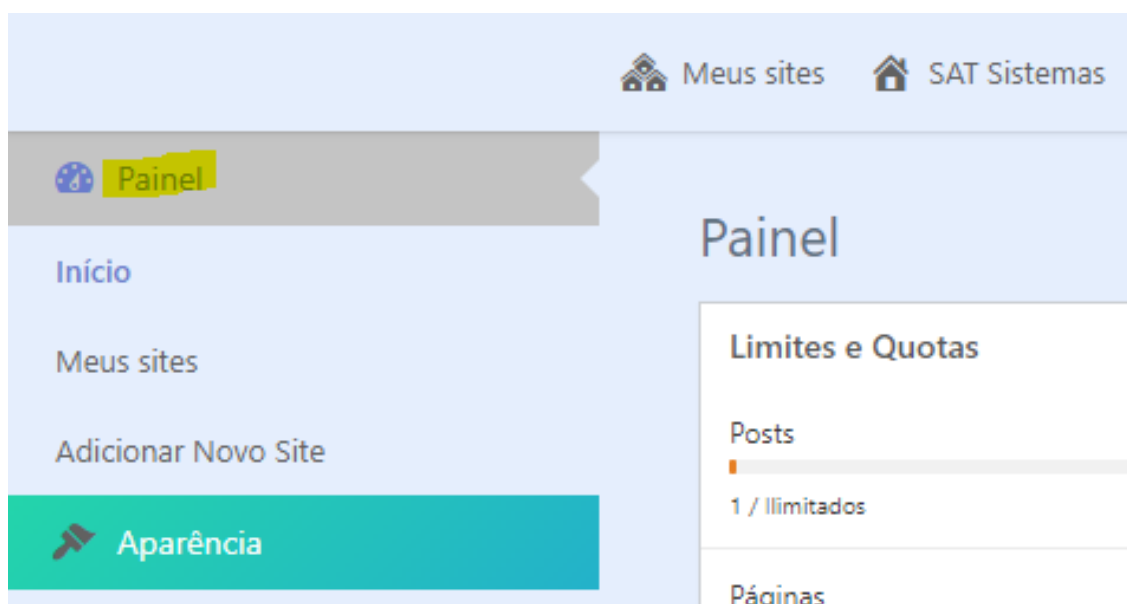 Meus sites SAT Sistemas
Painel
Início
Meus sites
Adicionar Novo Site
Aparência
Painel
Limites e Quotas
Posts
1 / Ilimitados
Páginas